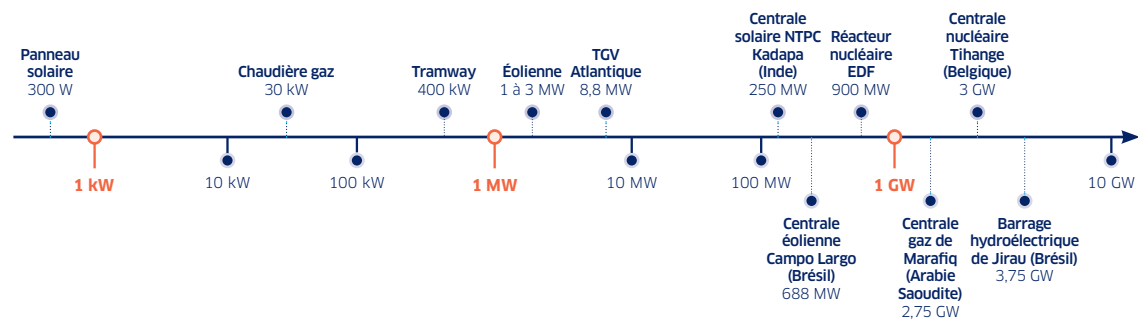 Panneau
solaire
300 W
Chaudière gaz
30 kW
Tramway
400 kW
Éolienne
1 à 3 MW
TGV
Atlantique
8,8 MW
Centrale
solaire NTPC
Kadapa
(Inde)
250 MW
Réacteur
nucléaire
EDF
900 MW
Centrale
nucléaire
Tihange
(Belgique)
3 GW
1 kW
10 kW
100 kW
1 MW
10 MW
100 MW
1 GW
10 GW
Centrale
éolienne
Campo Largo
(Brésil)
688 MW
Centrale
gaz de
Marafiq
(Arabie
Saoudite)
2,75 GW
Barrage
hydroélectrique
de Jirau (Brésil)
3,75 GW